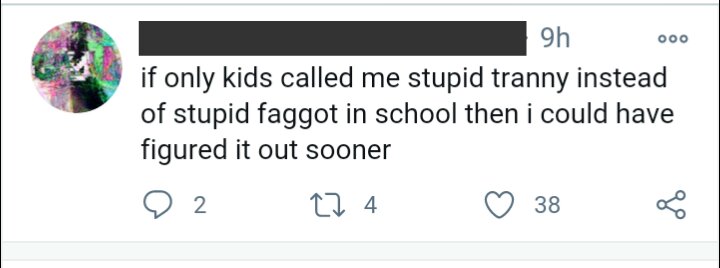 9h
if only kids called me stupid tranny instead
of stupid faggot in school then i could have
figured it out sooner
2 4 38